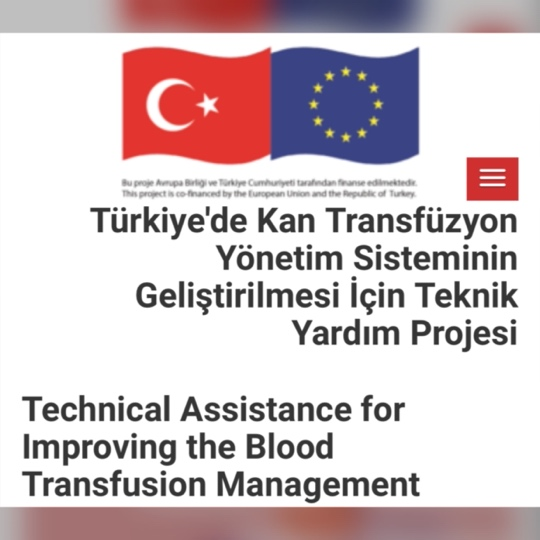 Bu proje Avrupa Birliği ve Türkiye Cumhuriyeti tarafından finanse edilmektedir.
This project is co-financed by the European Union and the Republic of Turkey.
Türkiye'de Kan Transfüzyon
Yönetim Sisteminin
Geliştirilmesi İçin Teknik
Yardım Projesi
Technical Assistance for
Improving the Blood
Transfusion Management